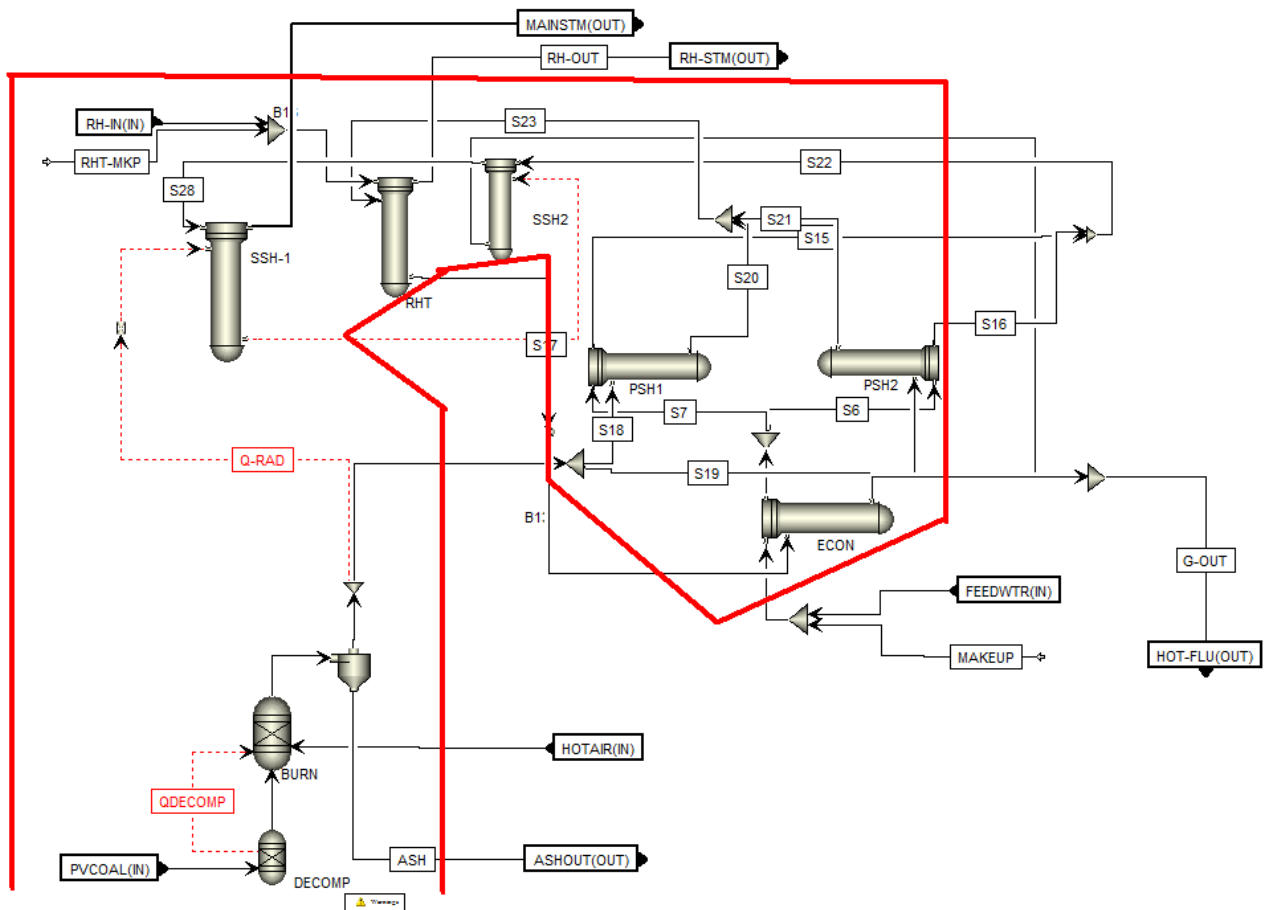 MAINSTM(OUT)
RH-OUT
RH-STM(OUT)
RH-IN(IN)
S23
RHT-MKP
S28
S22
SSH2
S21
SSH-1
S15
S20
RHT
S16
S17
PSH1
PSH2
S7
S6
S18
Q-RAD
S19
ECON
G-OUT
FEEDWTR(IN)
MAKEUP
HOT-FLU(OUT)
HOTAIR(IN)
BURN
QDECOMP
PVCOAL(IN)
ASH
ASHOUT(OUT)
DECOMP
Warnings